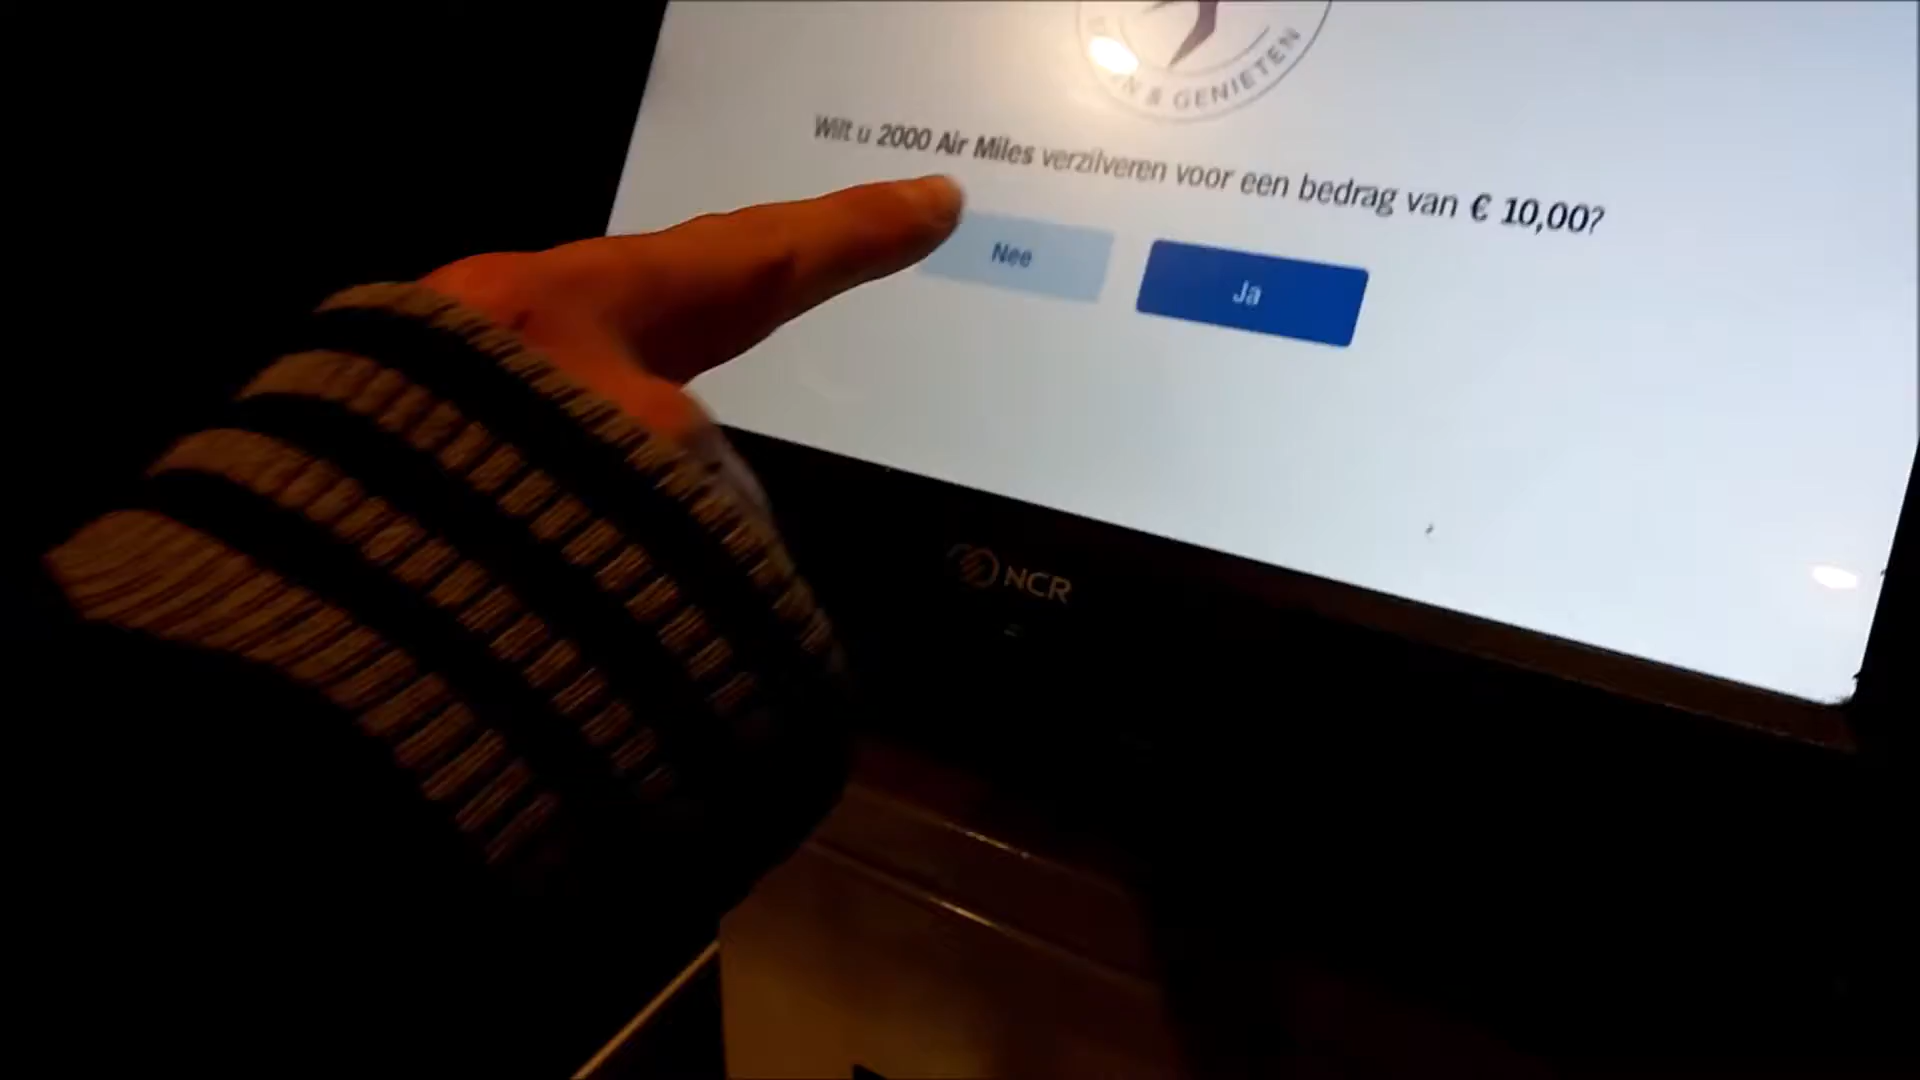 & GENIETEN
Wilt u 2000 Air Miles verzilveren voor een bedrag van € 10,00?
Nee
Ja
NCR